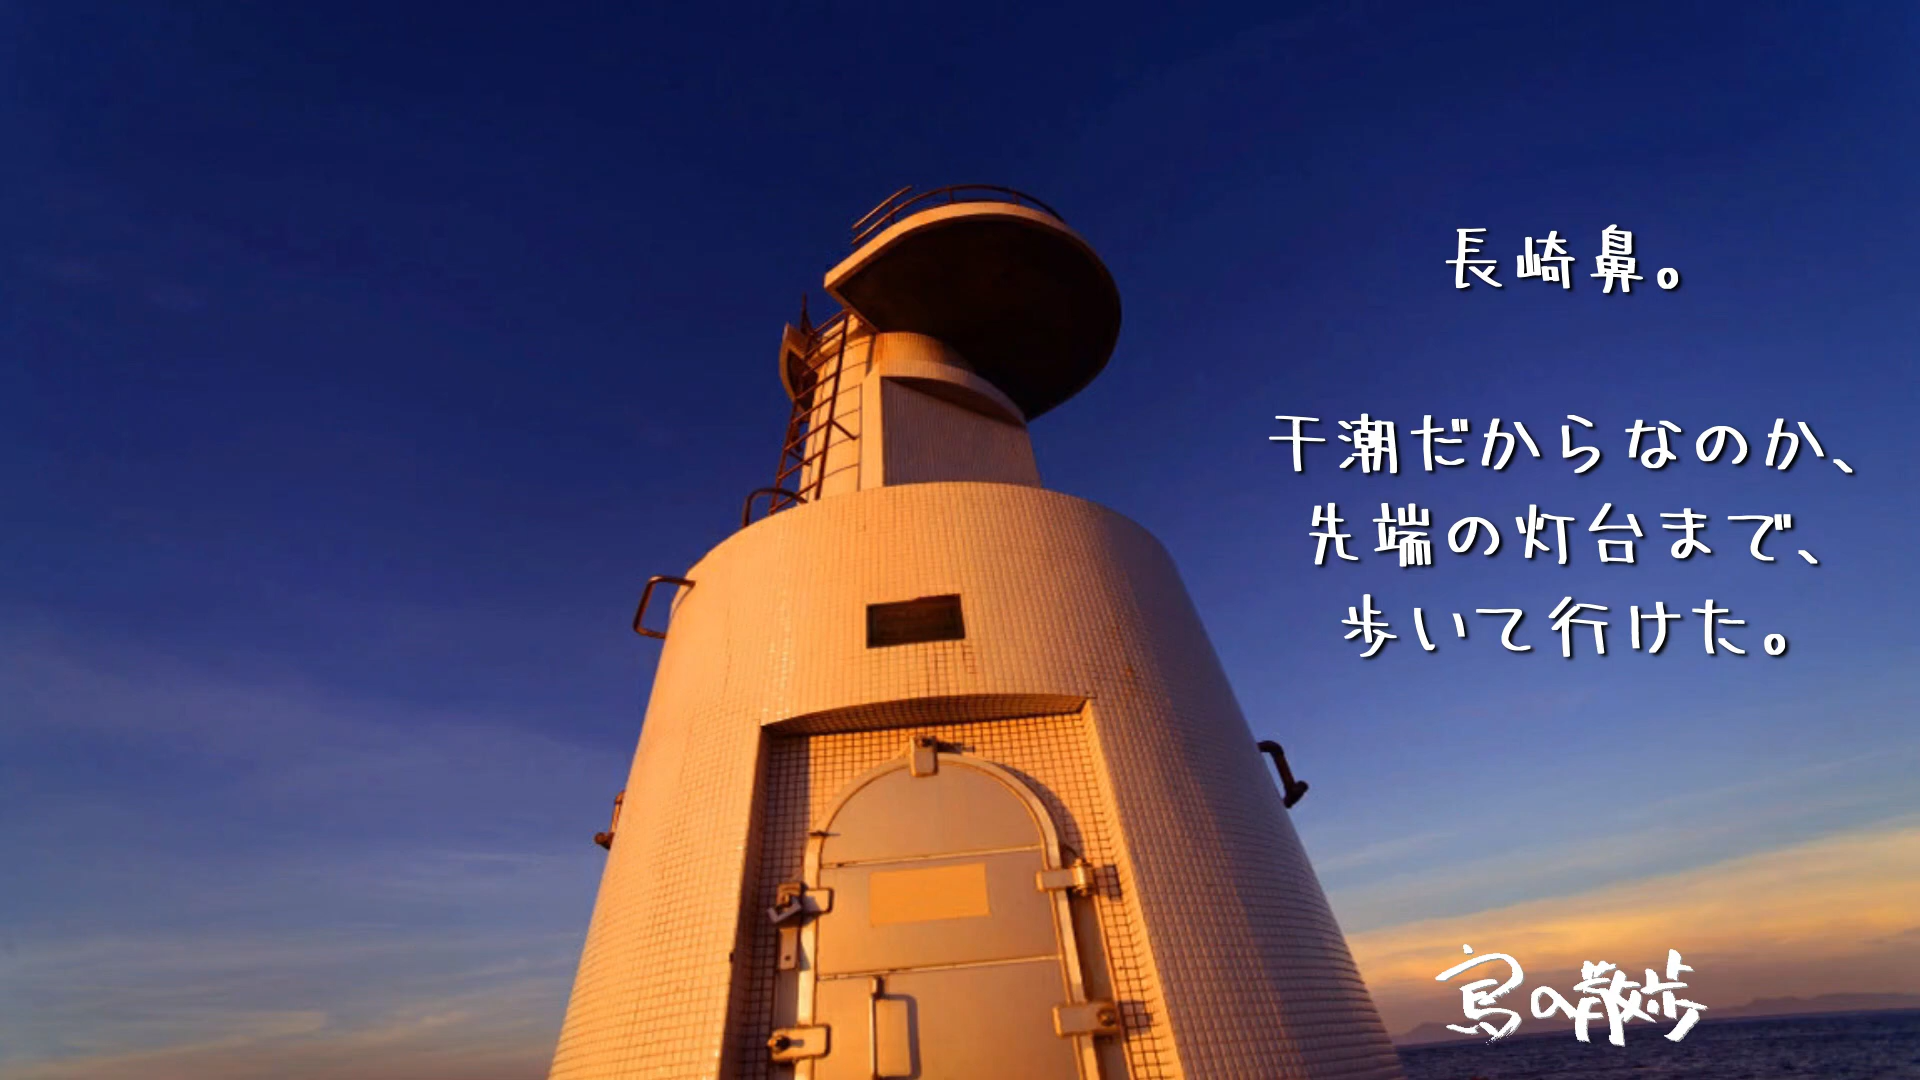 長崎鼻。
干潮だからなのか、
先端の灯台まで、
歩いて行けた。
鳥の散歩